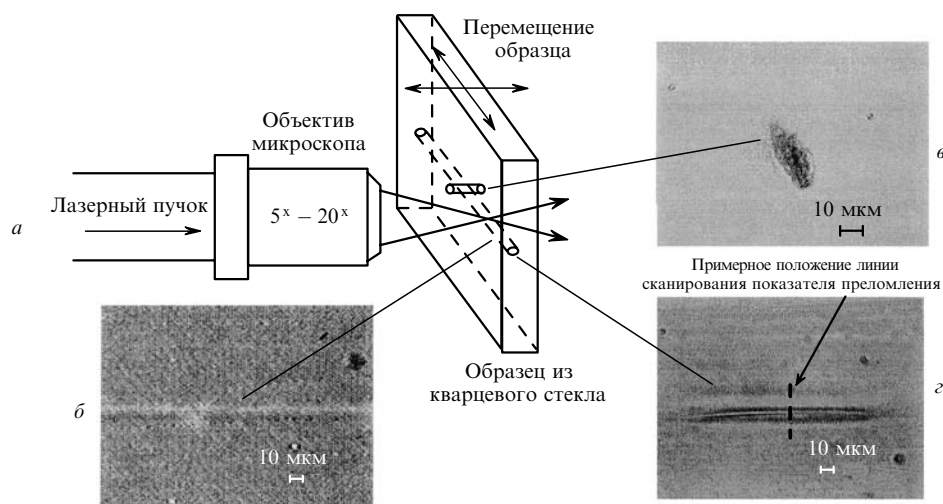 Перемещение
образца
Объектив
микроскопа
Лазерный пучок
5ˣ – 20ˣ
а
в
10 мкм
Примерное положение линии
сканирования показателя преломления
Образец из
кварцевого стекла
б
10 мкм
г
10 мкм